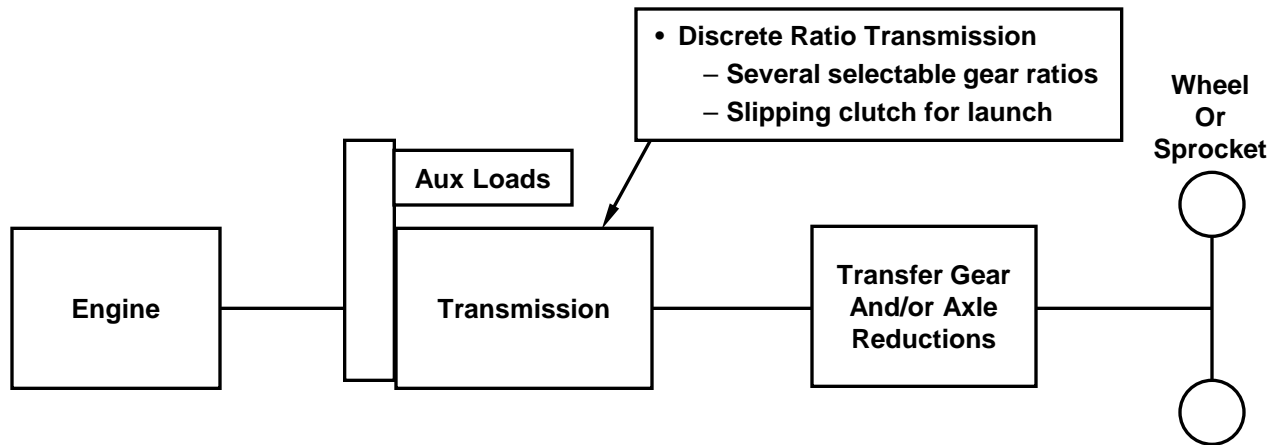 • Discrete Ratio Transmission
– Several selectable gear ratios
– Slipping clutch for launch
Wheel
Or
Sprocket
Aux Loads
Engine
Transmission
Transfer Gear
And/or Axle
Reductions